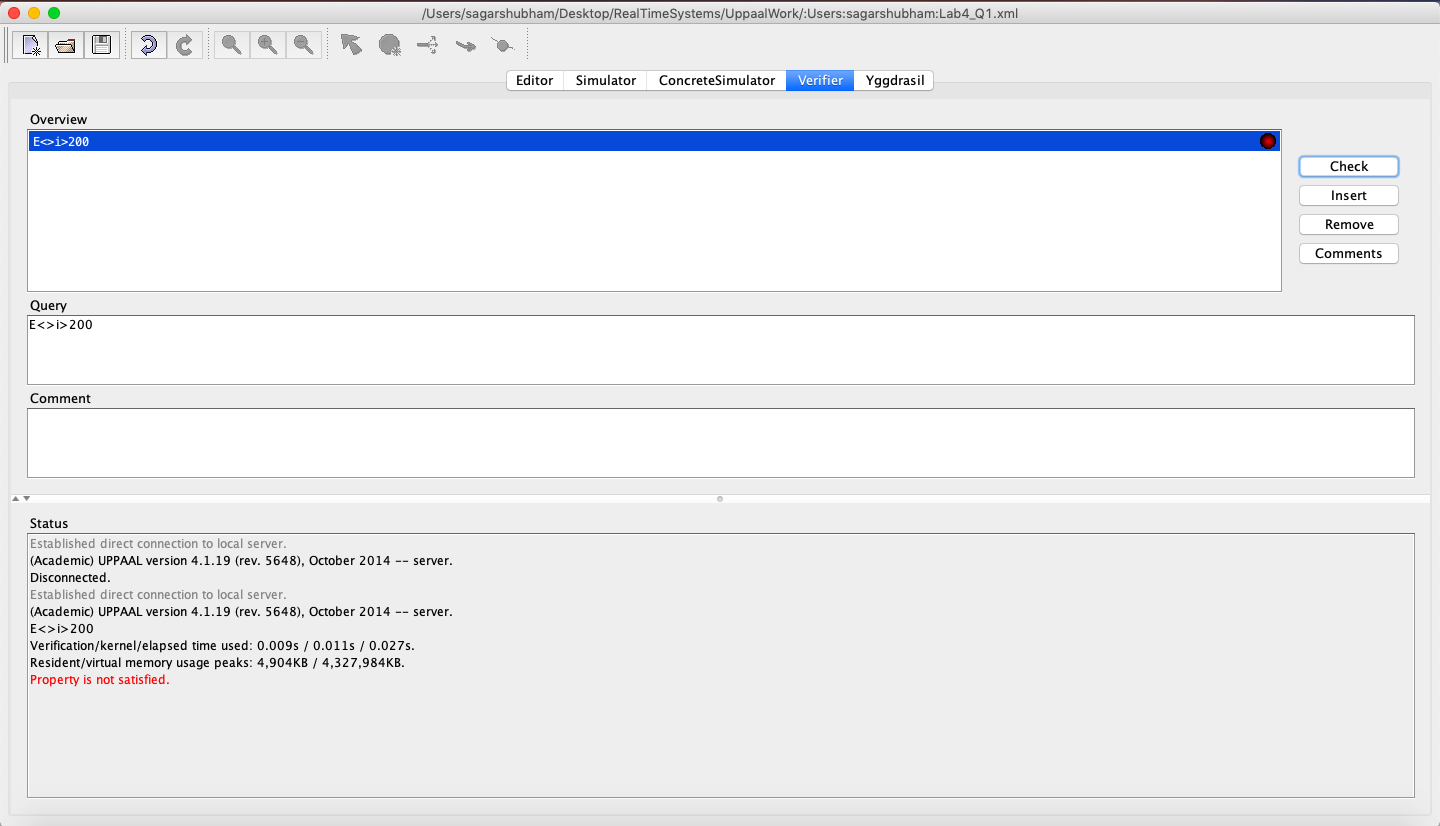 /Users/sagarshubham/Desktop/RealTimeSystems/UppaalWork/:Users:sagarshubham:Lab4_Q1.xml
Editor Simulator ConcreteSimulator Verifier Yggdrasil
Overview
E<>i>200
Check
Insert
Remove
Comments
Query
E<>i>200
Comment
Status
Established direct connection to local server.
(Academic) UPPAAL version 4.1.19 (rev. 5648), October 2014 -- server.
Disconnected.
Established direct connection to local server.
(Academic) UPPAAL version 4.1.19 (rev. 5648), October 2014 -- server.
E<>i>200
Verification/kernel/elapsed time used: 0.009s / 0.011s / 0.027s.
Resident/virtual memory usage peaks: 4,904KB / 4,327,984KB.
Property is not satisfied.